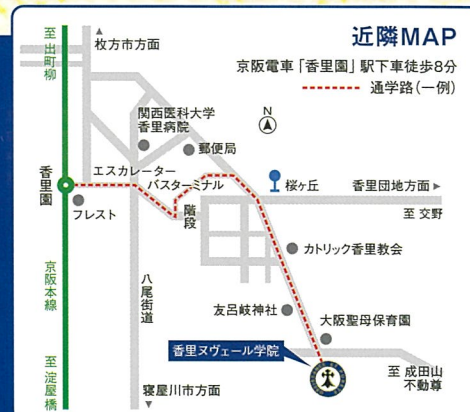 近隣MAP
京阪電車「香里園」駅下車徒歩8分
通学路(一例)
至出町柳
▲
枚方市方面
関西医科大学
香里病院
郵便局
N
エスカレーター
バスターミナル
桜ヶ丘
香里団地方面▶
香里園
フレスト
階段
至 交野
カトリック香里教会
京阪本線
八尾街道
友呂岐神社
大阪聖母保育園
香里ヌヴェール学院
至淀屋橋
至 成田山
不動尊
寝屋川市方面
▼